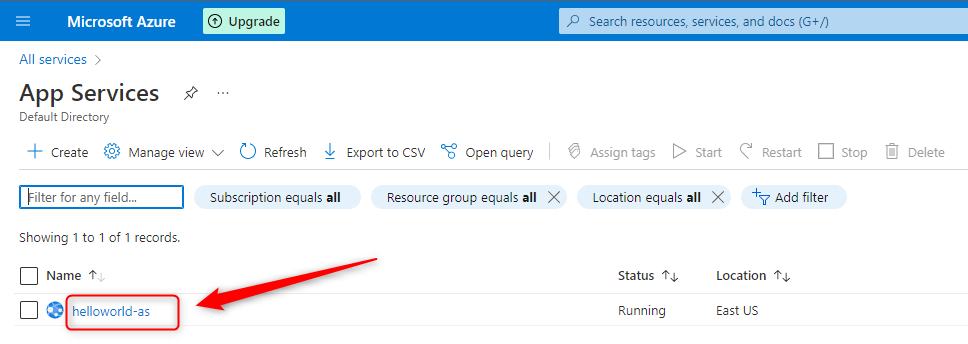 Microsoft Azure Upgrade Search resources, services, and docs (G+/)
All services
App Services ...
Default Directory
Create Manage view Refresh Export to CSV Open query Assign tags Start Restart Stop Delete
Filter for any field... Subscription equals all Resource group equals all Location equals all Add filter
Showing 1 to 1 of 1 records.
Name Status Location
helloworld-as Running East US